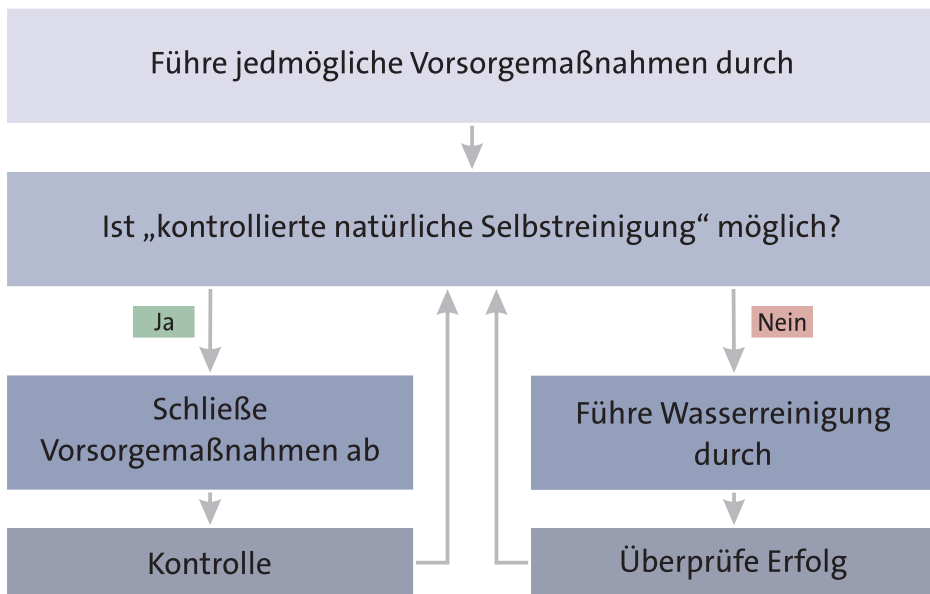 Führe jedmögliche Vorsorgemaßnahmen durch
Ist „kontrollierte natürliche Selbstreinigung“ möglich?
Ja
Nein
Schließe
Vorsorgemaßnahmen ab
Führe Wasserreinigung
durch
Kontrolle
Überprüfe Erfolg